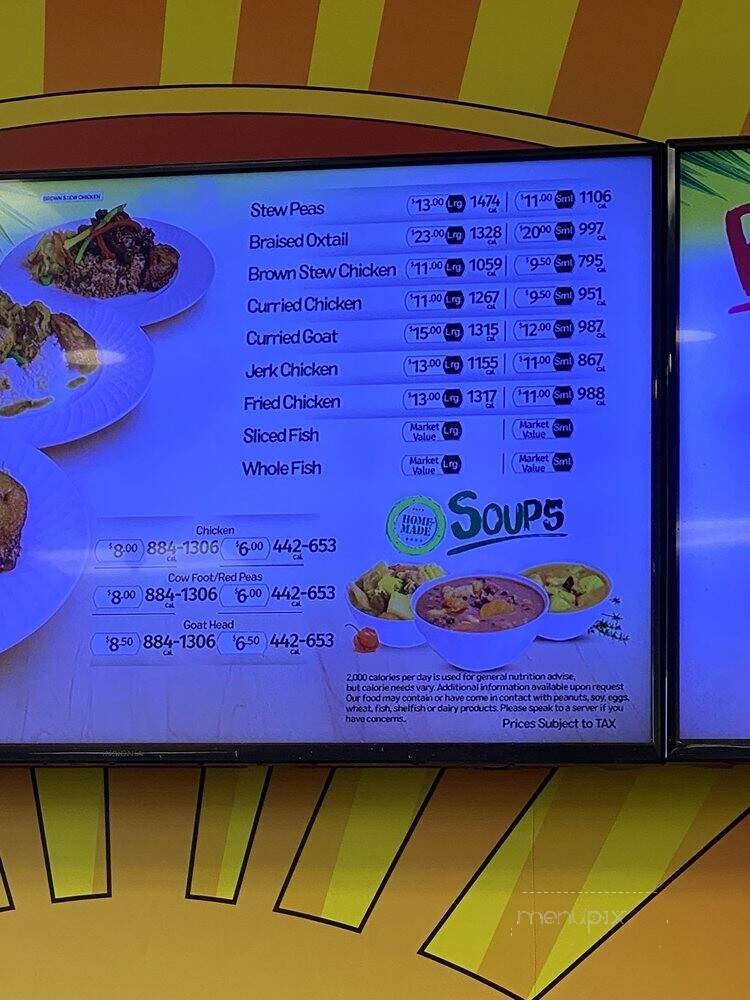 BROWN STEW CHICKEN
Stew Peas $13.00 Lrg 1474 Cal. $11.00 Sml 1106 Cal.
Braised Oxtail $23.00 Lrg 1328 Cal. $20.00 Sml 997 Cal.
Brown Stew Chicken $11.00 Lrg 1059 Cal. $9.50 Sml 795 Cal.
Curried Chicken $11.00 Lrg 1267 Cal. $9.50 Sml 951 Cal.
Curried Goat $15.00 Lrg 1315 Cal. $12.00 Sml 987 Cal.
Jerk Chicken $13.00 Lrg 1155 Cal. $11.00 Sml 867 Cal.
Fried Chicken $13.00 Lrg 1317 Cal. $11.00 Sml 988 Cal.
Sliced Fish Market Value Lrg Market Value Sml
Whole Fish Market Value Lrg Market Value Sml
HOME-MADE SOUPS
Chicken
$8.00 884-1306 Cal. $6.00 442-653 Cal.
Cow Foot/Red Peas
$8.00 884-1306 Cal. $6.00 442-653 Cal.
Goat Head
$8.50 884-1306 Cal. $6.50 442-653 Cal.
2,000 calories per day is used for general nutrition advise,
but calorie needs vary. Additional information available upon request
Our food may contain or have come in contact with peanuts, soy, eggs,
wheat, fish, shelfish or dairy products. Please speak to a server if you
have concerns.
Prices Subject to TAX
INSIGNIA
menupix